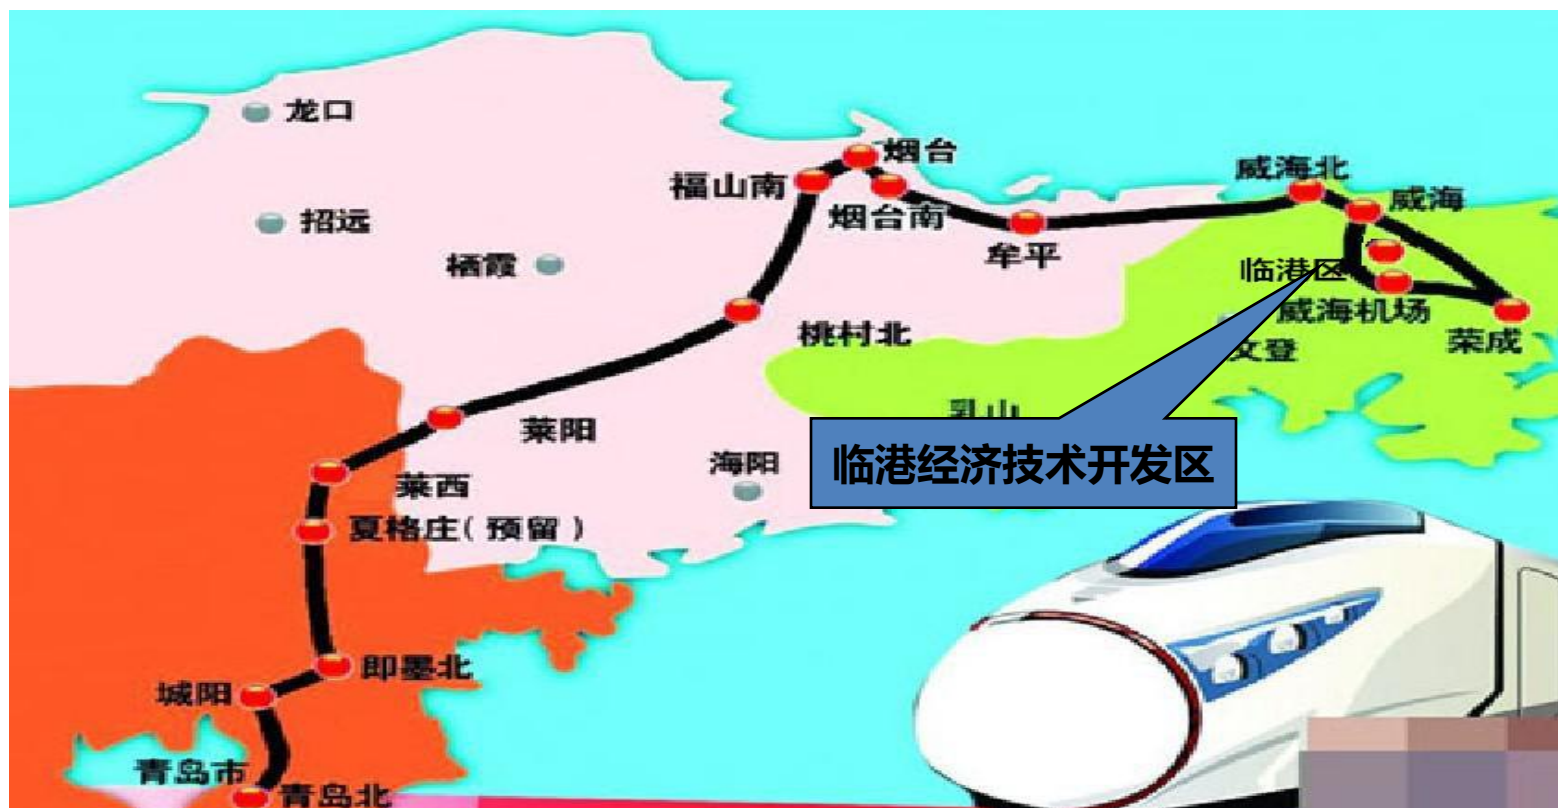 龙口
烟台
威海北
福山南
威海
招远
烟台南
牟平
栖霞
临港区
威海机场
桃村北
荣成
文登
乳山
莱阳
海阳
临港经济技术开发区
莱西
夏格庄（预留）
即墨北
城阳
青岛市
青岛北